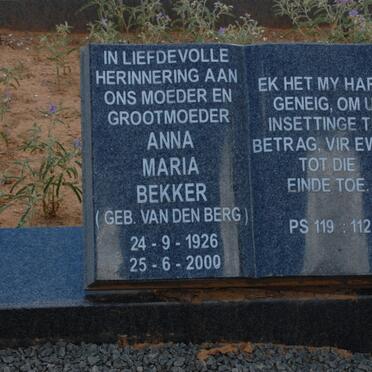 IN LIEFDEVOLLE
HERINNERING AAN
ONS MOEDER EN
GROOTMOEDER
ANNA
MARIA
BEKKER
( GEB. VAN DEN BERG )
24 - 9 - 1926
25 - 6 - 2000
EK HET MY
GENEIG, OM
INSETTINGE
BETRAG, VIR
TOT DIE
EINDE TOE.
PS 119 : 112